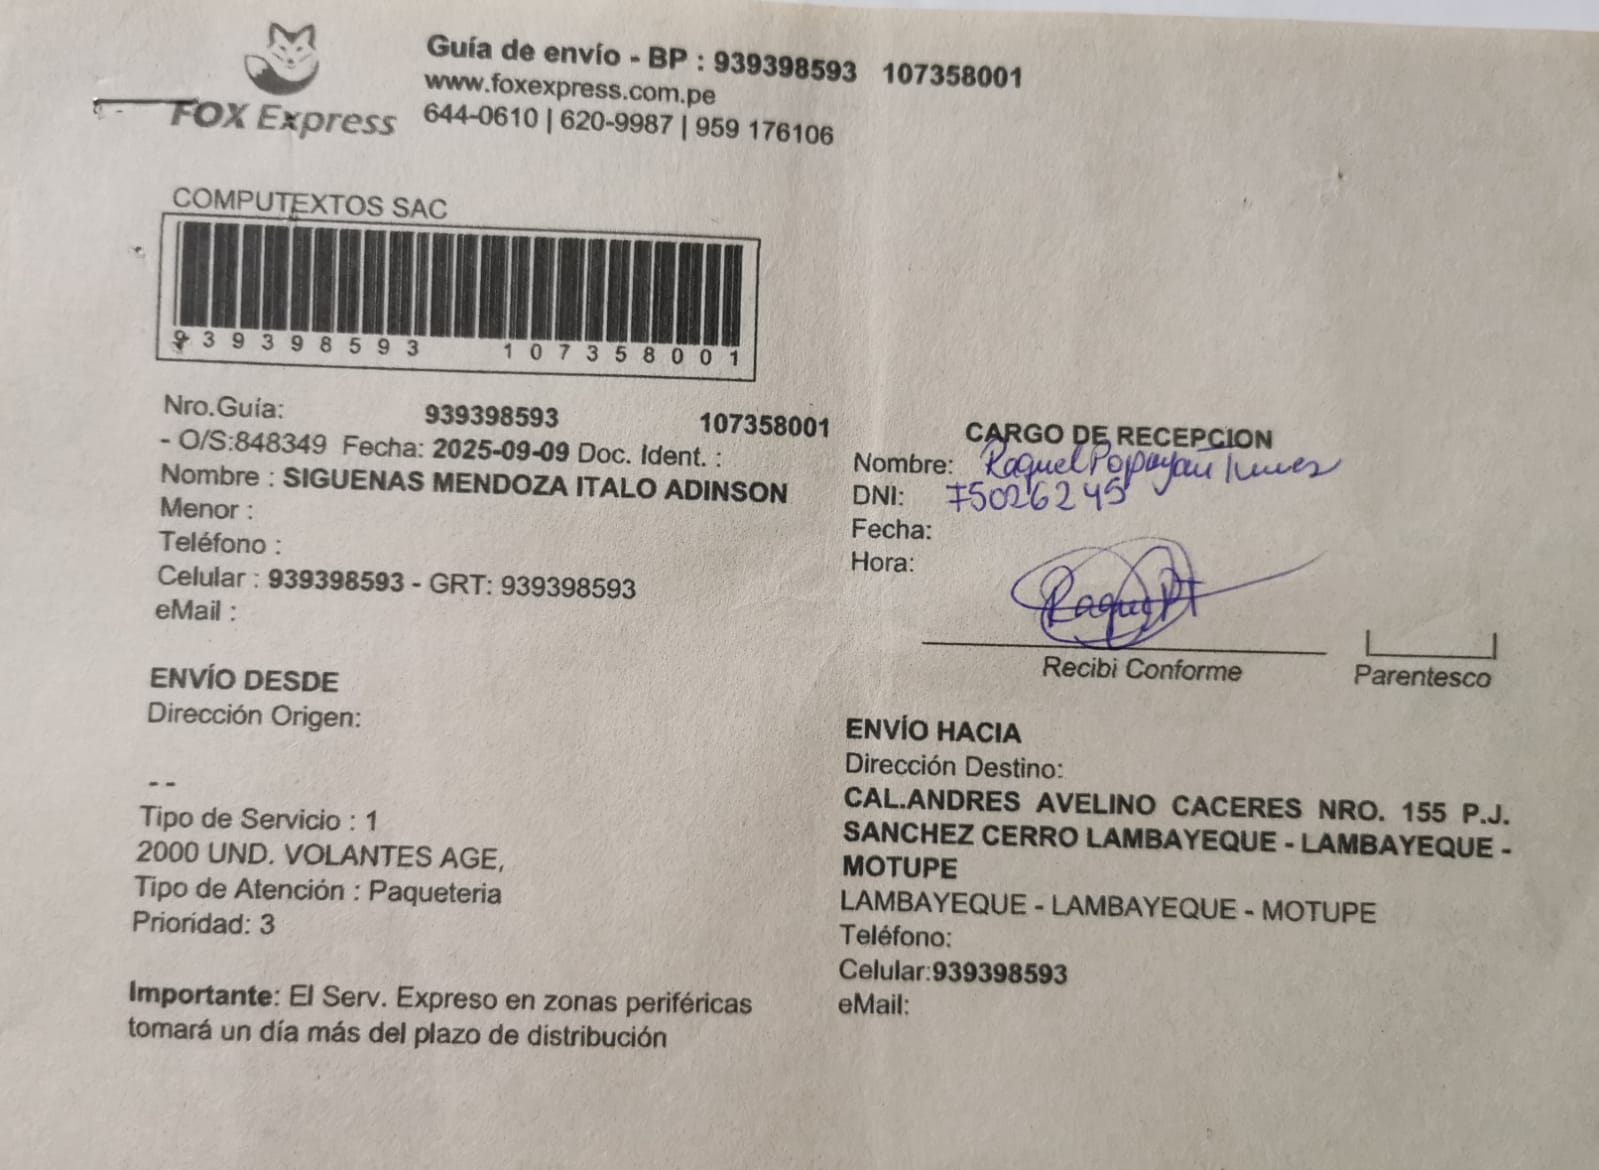 FOX Express
Guía de envío - BP : 939398593 107358001
www.foxexpress.com.pe
644-0610 | 620-9987 | 959 176106
COMPUTEXTOS SAC
939398593 107358001
Nro.Guía: 939398593 107358001
- O/S:848349 Fecha: 2025-09-09 Doc. Ident. :
Nombre : SIGUENAS MENDOZA ITALO ADINSON
Menor :
Teléfono :
Celular : 939398593 - GRT: 939398593
eMail :
CARGO DE RECEPCION
Nombre: Raquel Popayan
DNI: 75026245
Fecha:
Hora:
Raquel PT
Recibi Conforme
Parentesco
ENVÍO DESDE
Dirección Origen:
- -
Tipo de Servicio : 1
2000 UND. VOLANTES AGE,
Tipo de Atención : Paqueteria
Prioridad: 3
Importante: El Serv. Expreso en zonas periféricas
tomará un día más del plazo de distribución
ENVÍO HACIA
Dirección Destino:
CAL.ANDRES AVELINO CACERES NRO. 155 P.J.
SANCHEZ CERRO LAMBAYEQUE - LAMBAYEQUE -
MOTUPE
LAMBAYEQUE - LAMBAYEQUE - MOTUPE
Teléfono:
Celular:939398593
eMail: